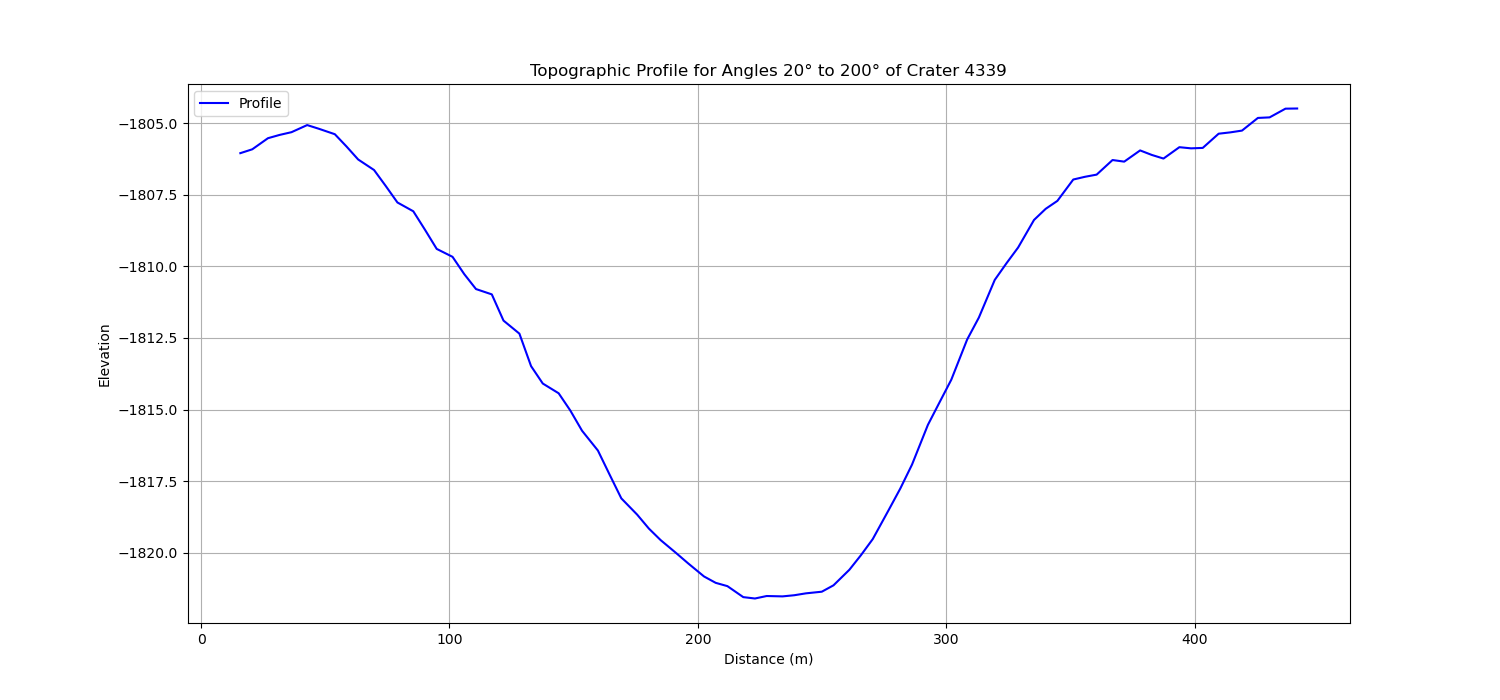 Topographic Profile for Angles 20° to 200° of Crater 4339
Profile
−1805.0
−1807.5
−1810.0
−1812.5
−1815.0
−1817.5
−1820.0
Elevation
0 100 200 300 400
Distance (m)